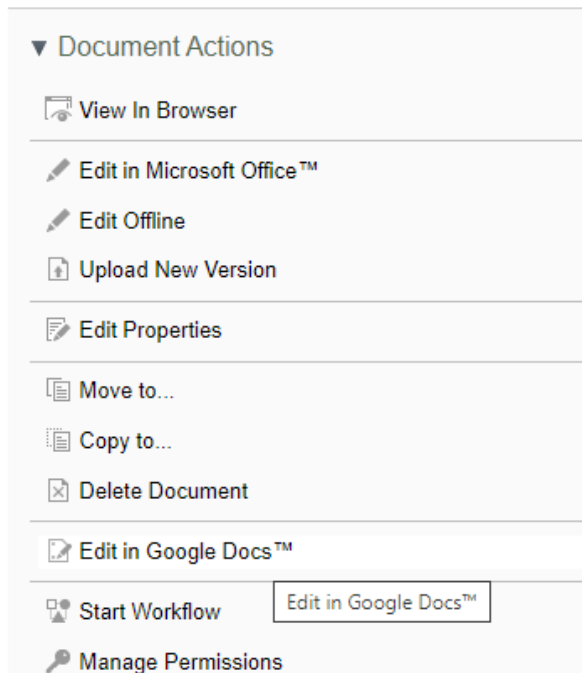 Document Actions
View In Browser
Edit in Microsoft Office™
Edit Offline
Upload New Version
Edit Properties
Move to...
Copy to...
Delete Document
Edit in Google Docs™
Edit in Google Docs™
Start Workflow
Manage Permissions